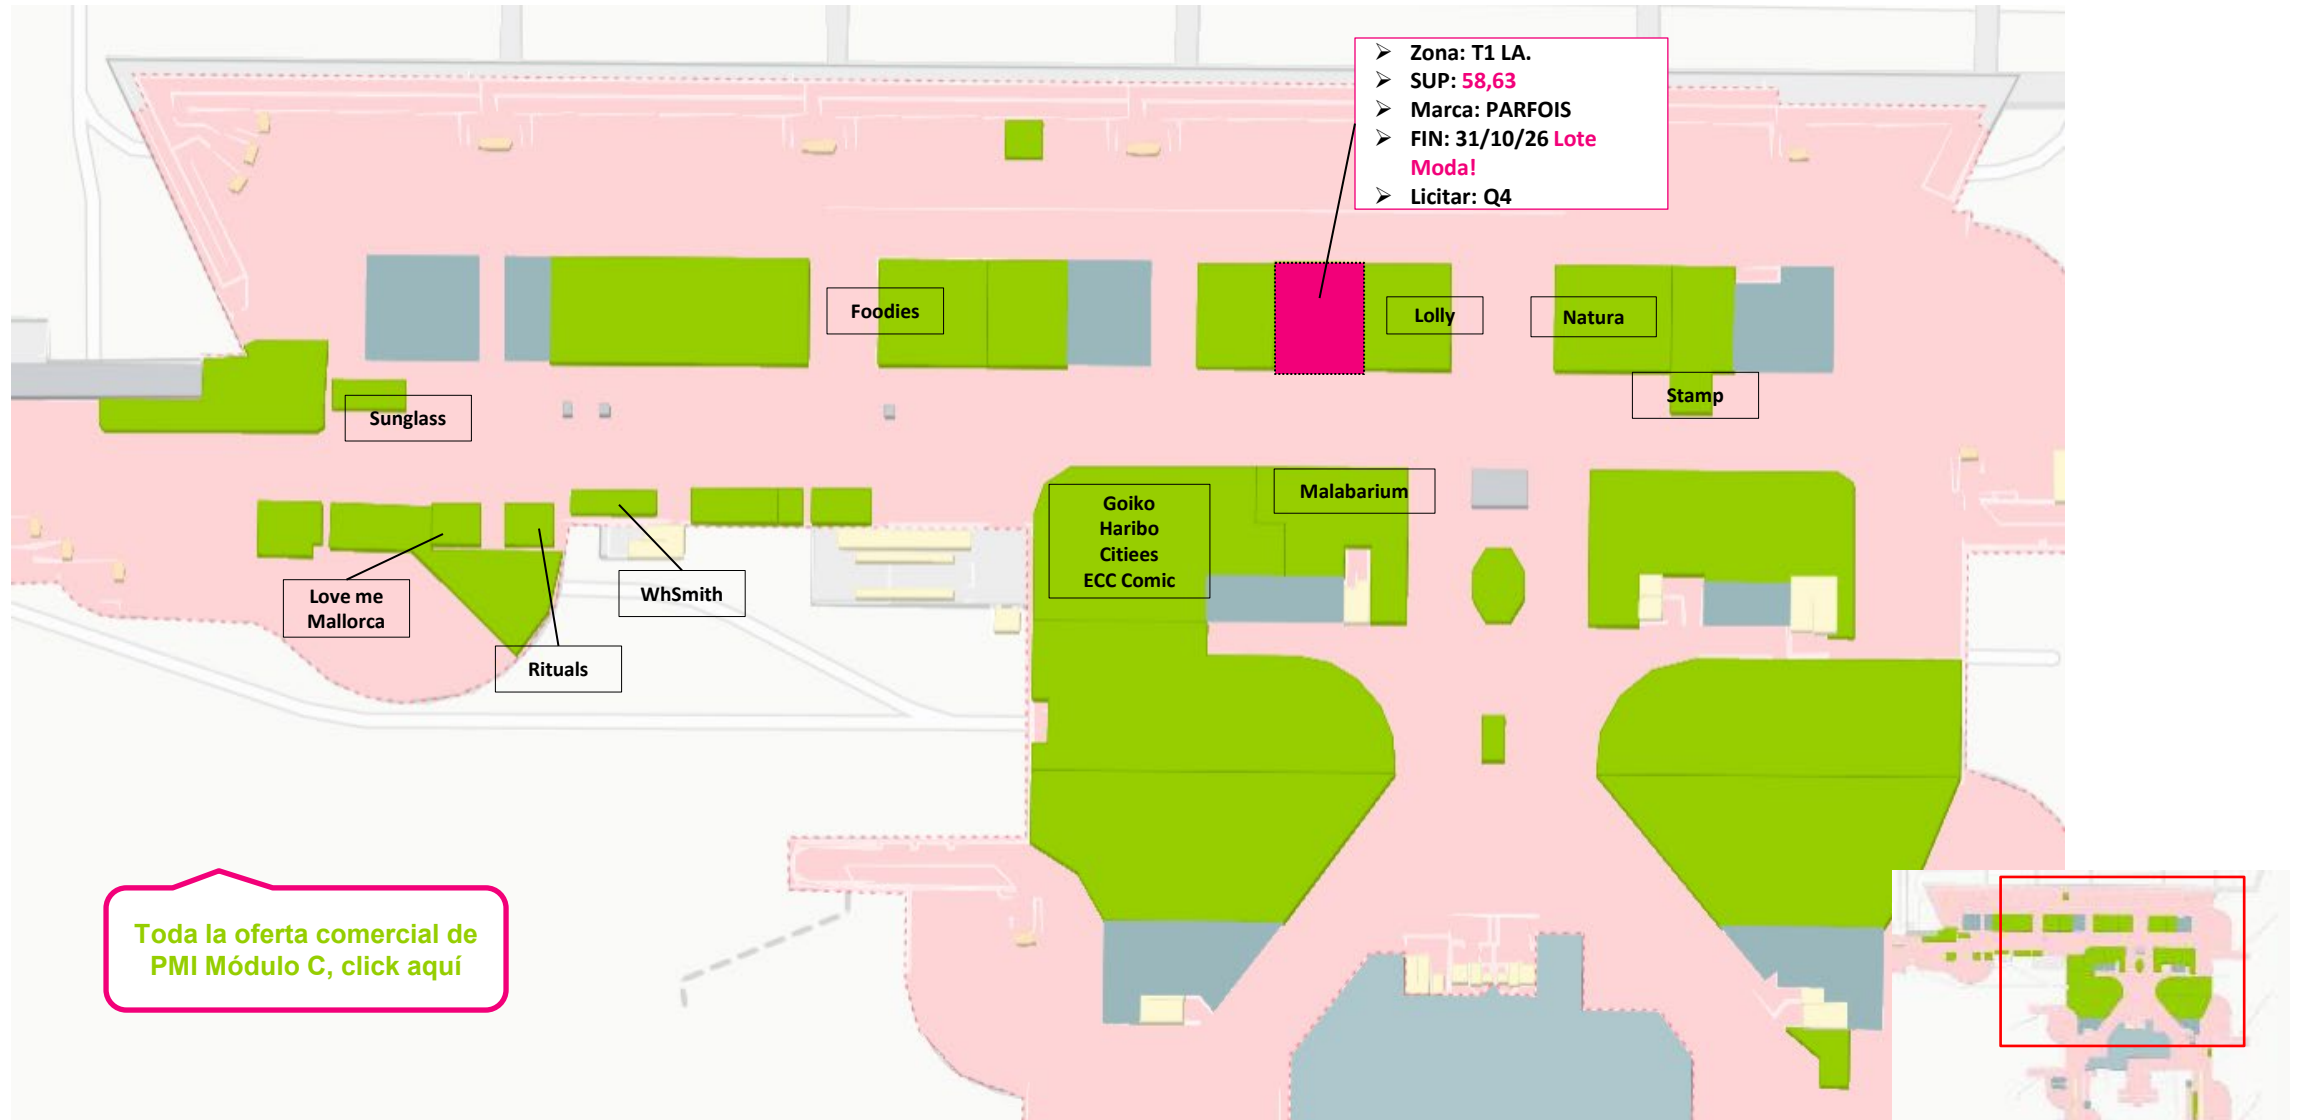 ➢ Zona: T1 LA.
➢ SUP: 58,63
➢ Marca: PARFOIS
➢ FIN: 31/10/26 Lote
Moda!
➢ Licitar: Q4
Foodies
Lolly
Natura
Stamp
Sunglass
Malabarium
Goiko
Haribo
Citiees
ECC Comic
Love me
Mallorca
WhSmith
Rituals
Toda la oferta comercial de
PMI Módulo C, click aquí